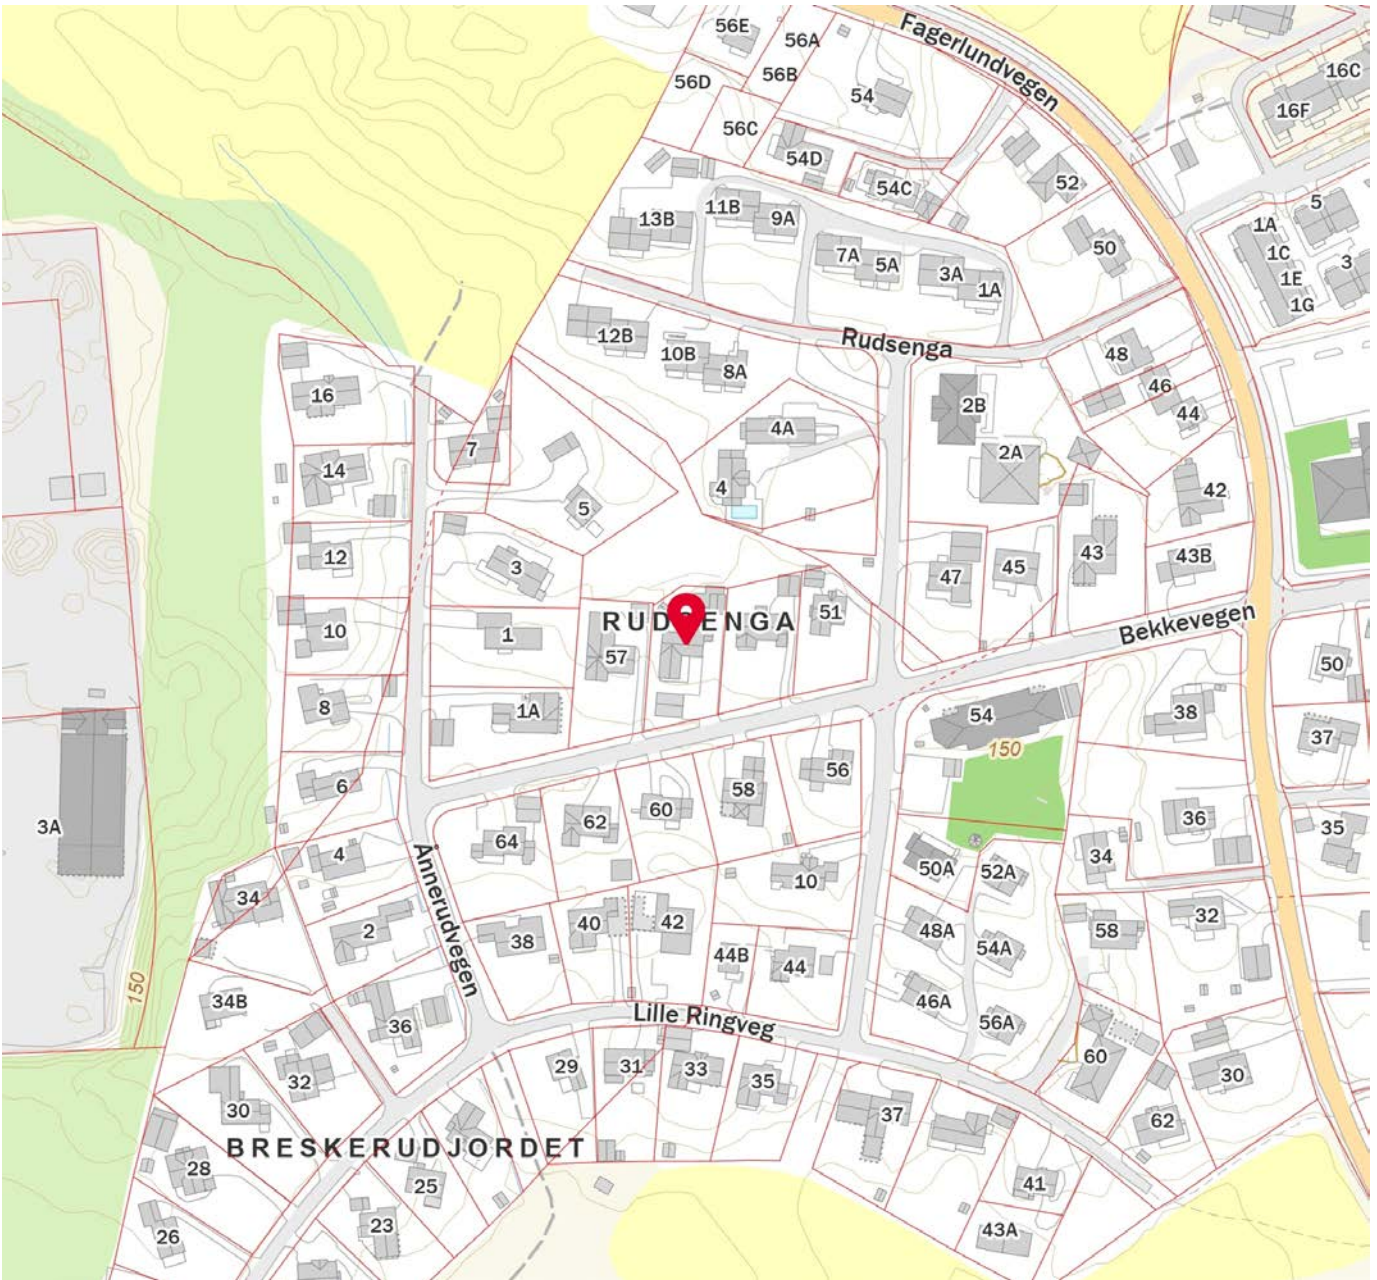 56E
56A
Fagerlundvegen
16C
56D
56B
54
16F
56C
54D
54C
52
13B
11B
9A
50
5
1A
1C
7A
5A
3A
1A
1E
3
1G
12B
10B
8A
Rudsenga
48
46
44
16
2B
4A
7
2A
14
4
42
5
12
3
43
43B
47
45
10
1
57
RUDSENGA
51
Bekkevegen
50
8
1A
54
38
37
150
6
58
56
3A
64
62
60
36
35
4
Ånnerudvegen
34
50A
52A
10
34
2
38
40
42
48A
54A
58
32
150
34B
36
44B
44
46A
56A
Lille Ringveg
60
32
29
31
33
35
30
30
37
62
BRESKERUDJORDET
28
25
41
26
23
43A